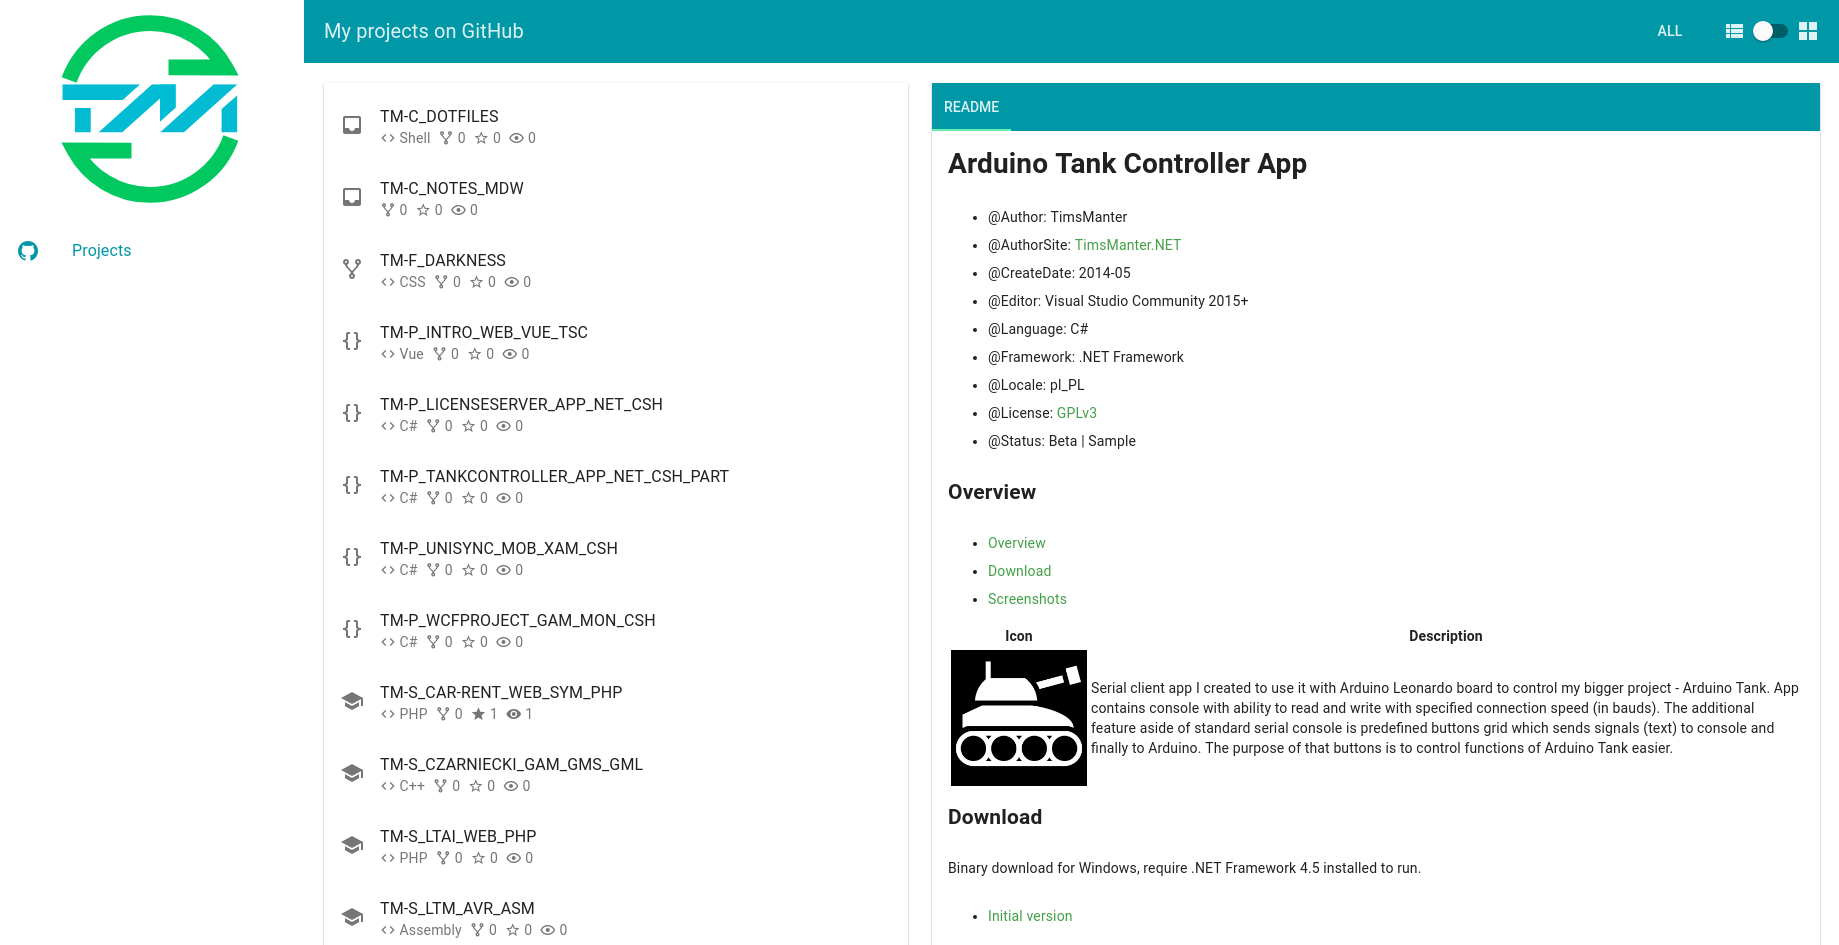 TM
My projects on GitHub
ALL
Projects
TM-C_DOTFILES
Shell 0 0 0
TM-C_NOTES_MDW
0 0 0
TM-F_DARKNESS
CSS 0 0 0
TM-P_INTRO_WEB_VUE_TSC
Vue 0 0 0
TM-P_LICENSESERVER_APP_NET_CSH
C# 0 0 0
TM-P_TANKCONTROLLER_APP_NET_CSH_PART
C# 0 0 0
TM-P_UNISYNC_MOB_XAM_CSH
C# 0 0 0
TM-P_WCFPROJECT_GAM_MON_CSH
C# 0 0 0
TM-S_CAR-RENT_WEB_SYM_PHP
PHP 0 1 1
TM-S_CZARNIECKI_GAM_GMS_GML
C++ 0 0 0
TM-S_LTAI_WEB_PHP
PHP 0 0 0
TM-S_LTM_AVR_ASM
Assembly 0 0 0
README
Arduino Tank Controller App
@Author: TimsManter
@AuthorSite: TimsManter.NET
@CreateDate: 2014-05
@Editor: Visual Studio Community 2015+
@Language: C#
@Framework: .NET Framework
@Locale: pl_PL
@License: GPLv3
@Status: Beta | Sample
Overview
Overview
Download
Screenshots
Icon Description
Serial client app I created to use it with Arduino Leonardo board to control my bigger project - Arduino Tank. App
contains console with ability to read and write with specified connection speed (in bauds). The additional
feature aside of standard serial console is predefined buttons grid which sends signals (text) to console and
finally to Arduino. The purpose of that buttons is to control functions of Arduino Tank easier.
Download
Binary download for Windows, require .NET Framework 4.5 installed to run.
Initial version